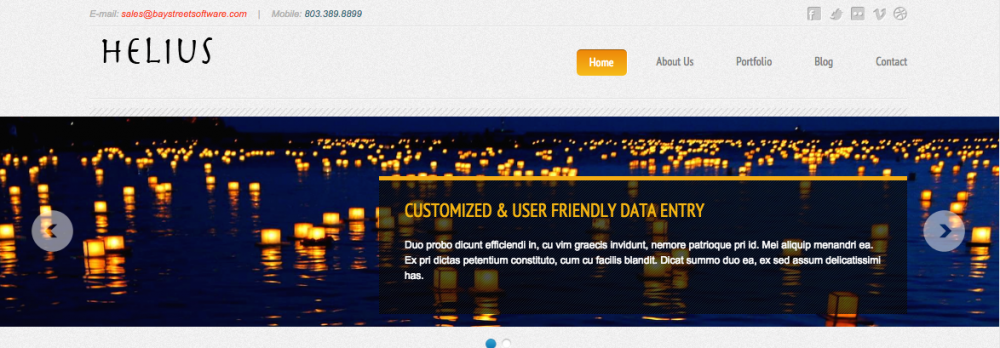 E-mail: sales@baystreetsoftware.com | Mobile: 803.389.8899
HELIUS
Home About Us Portfolio Blog Contact
CUSTOMIZED & USER FRIENDLY DATA ENTRY
Duo probo dicunt efficiendi in, cu vim graecis invidunt, nemore patrioque pri id. Mei aliquip menandri ea.
Ex pri dictas petentium constituto, cum cu facilis blandit. Dicat summo duo ea, ex sed assum delicatissimi
has.